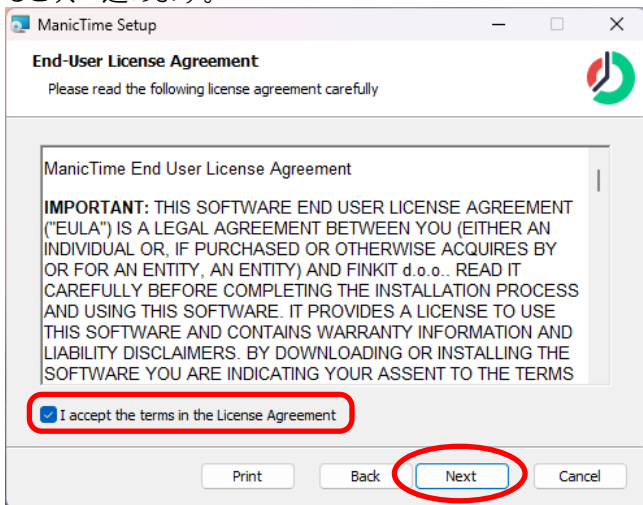 ManicTime Setup
End-User License Agreement
Please read the following license agreement carefully
ManicTime End User License Agreement
IMPORTANT: THIS SOFTWARE END USER LICENSE AGREEMENT
("EULA") IS A LEGAL AGREEMENT BETWEEN YOU (EITHER AN
INDIVIDUAL OR, IF PURCHASED OR OTHERWISE ACQUIRES BY
OR FOR AN ENTITY, AN ENTITY) AND FINKIT d.o.o.. READ IT
CAREFULLY BEFORE COMPLETING THE INSTALLATION PROCESS
AND USING THIS SOFTWARE. IT PROVIDES A LICENSE TO USE
THIS SOFTWARE AND CONTAINS WARRANTY INFORMATION AND
LIABILITY DISCLAIMERS. BY DOWNLOADING OR INSTALLING THE
SOFTWARE YOU ARE INDICATING YOUR ASSENT TO THE TERMS
I accept the terms in the License Agreement
Print Back Next Cancel